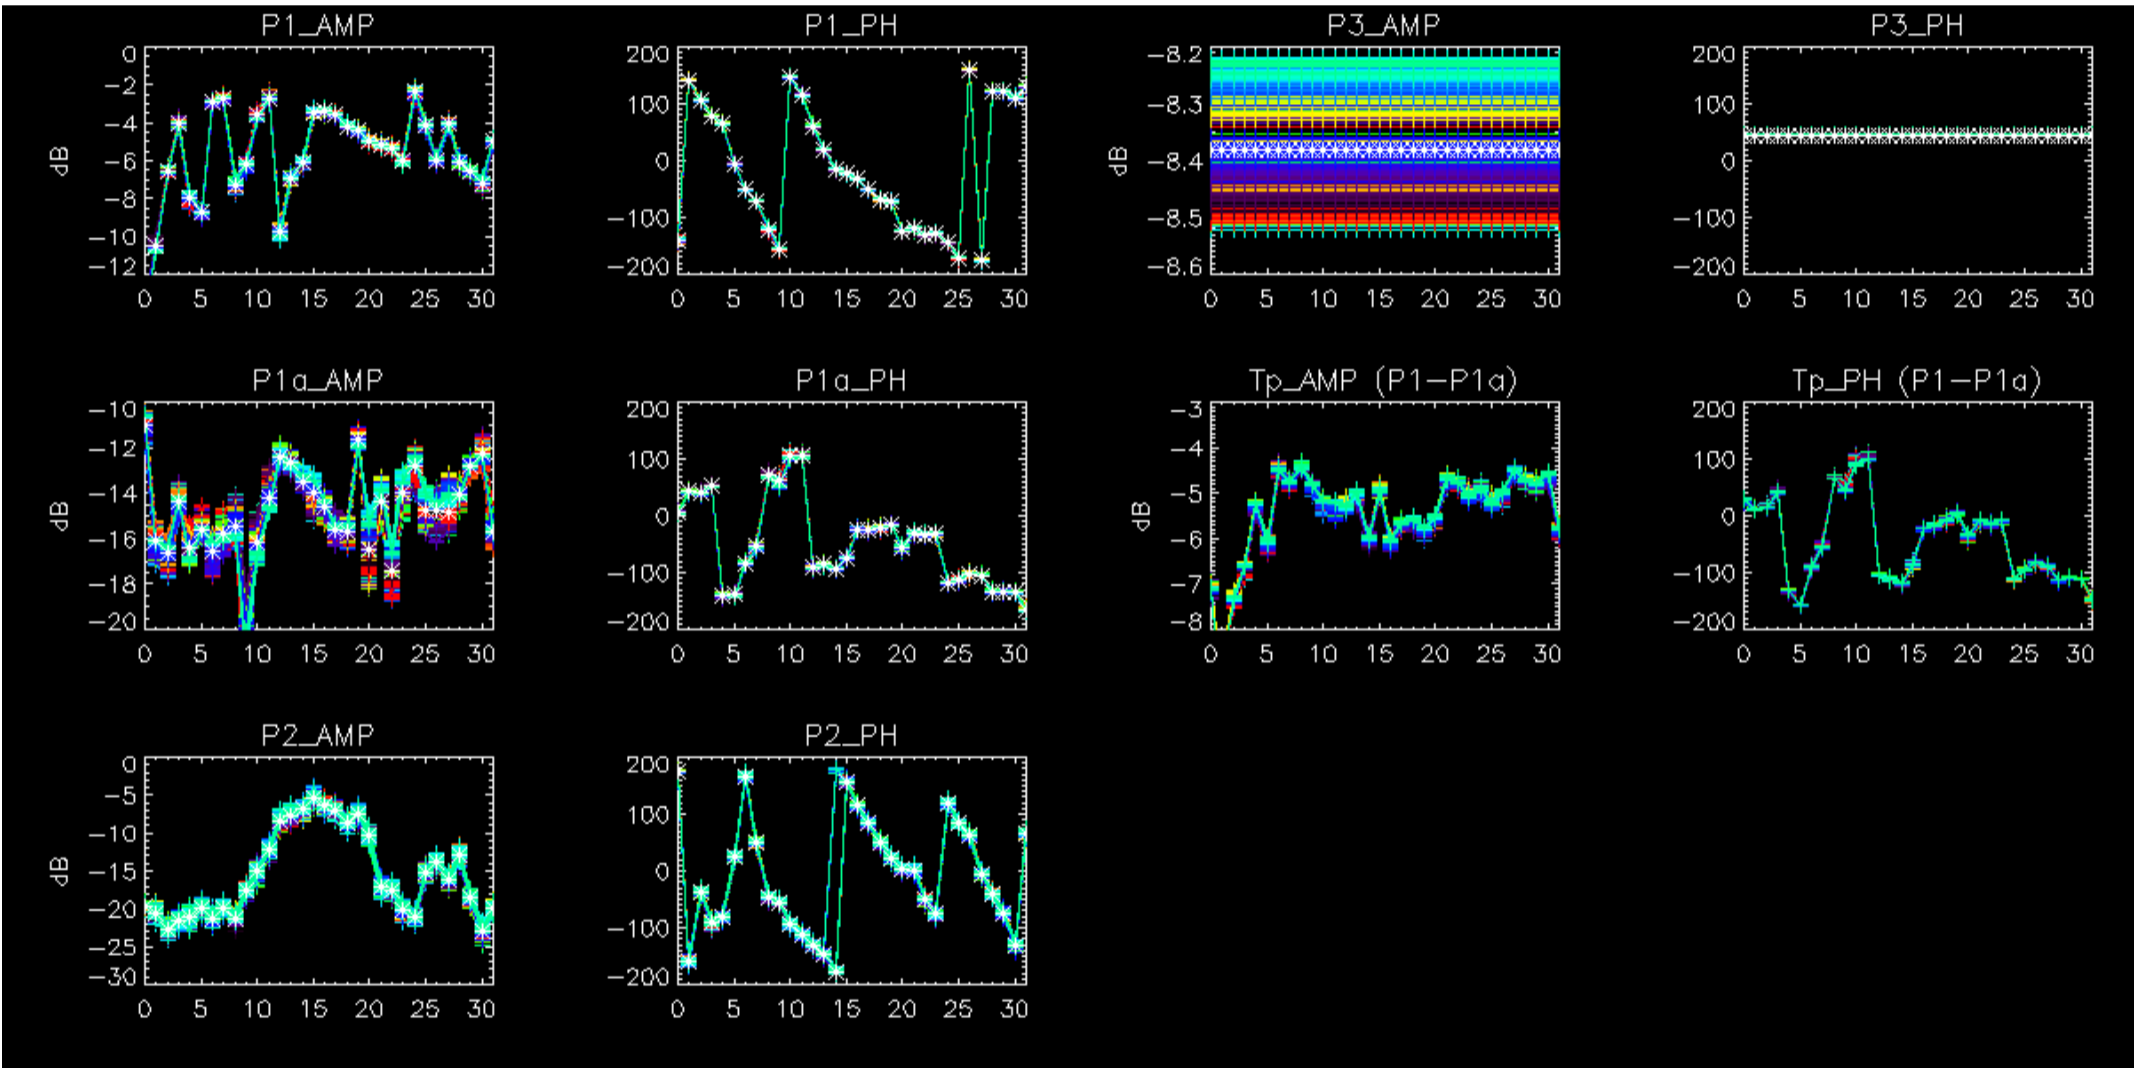 P1_AMP
P1_PH
P3_AMP
P3_PH
0
−2
−4
−6
−8
−10
−12
dB
0 5 10 15 20 25 30
200
100
0
−100
−200
0 5 10 15 20 25 30
−8.2
−8.3
−8.4
−8.5
−8.6
dB
0 5 10 15 20 25 30
200
100
0
−100
−200
0 5 10 15 20 25 30
P1a_AMP
P1a_PH
Tp_AMP (P1−P1a)
Tp_PH (P1−P1a)
−10
−12
−14
−16
−18
−20
dB
0 5 10 15 20 25 30
200
100
0
−100
−200
0 5 10 15 20 25 30
−3
−4
−5
−6
−7
−8
dB
0 5 10 15 20 25 30
200
100
0
−100
−200
0 5 10 15 20 25 30
P2_AMP
P2_PH
0
−5
−10
−15
−20
−25
−30
dB
0 5 10 15 20 25 30
200
100
0
−100
−200
0 5 10 15 20 25 30